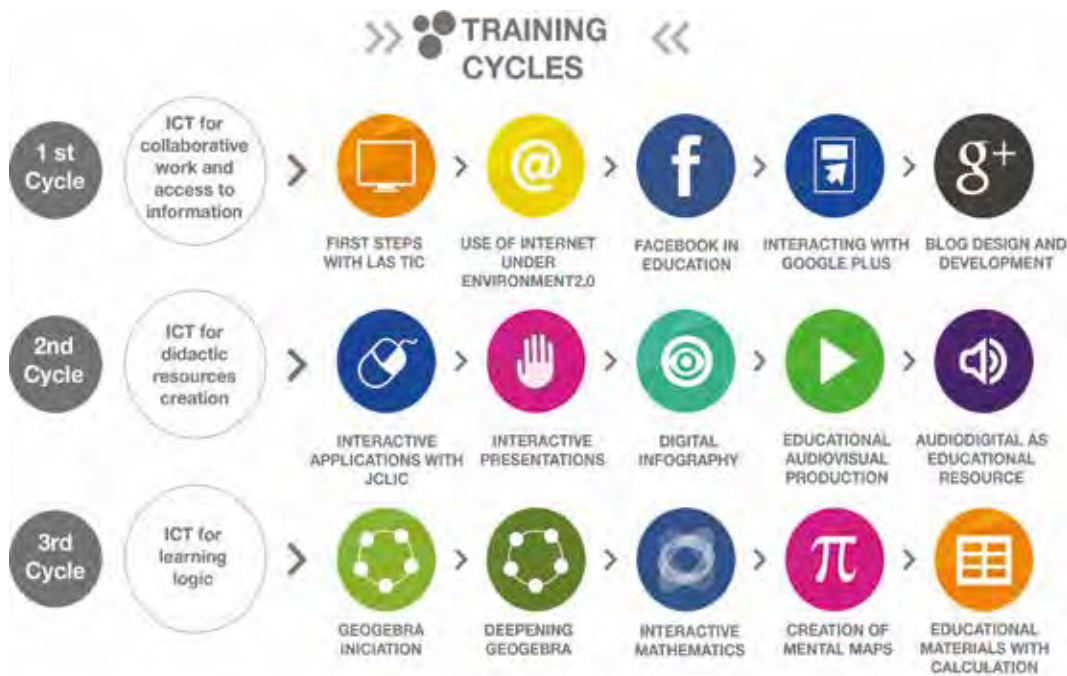 TRAINING
CYCLES
1 st
Cycle
ICT for
collaborative
work and
access to
information
FIRST STEPS
WITH LAS TIC
@
USE OF INTERNET
UNDER
ENVIRONMENT2.0
f
FACEBOOK IN
EDUCATION
INTERACTING WITH
GOOGLE PLUS
g+
BLOG DESIGN AND
DEVELOPMENT
2nd
Cycle
ICT for
didactic
resources
creation
INTERACTIVE
APPLICATIONS WITH
JCLIC
INTERACTIVE
PRESENTATIONS
DIGITAL
INFOGRAPHY
EDUCATIONAL
AUDIOVISUAL
PRODUCTION
AUDIODIGITAL AS
EDUCATIONAL
RESOURCE
3rd
Cycle
ICT for
learning
logic
GEOGEBRA
INICIATION
DEEPENING
GEOGEBRA
INTERACTIVE
MATHEMATICS
π
CREATION OF
MENTAL MAPS
EDUCATIONAL
MATERIALS WITH
CALCULATION